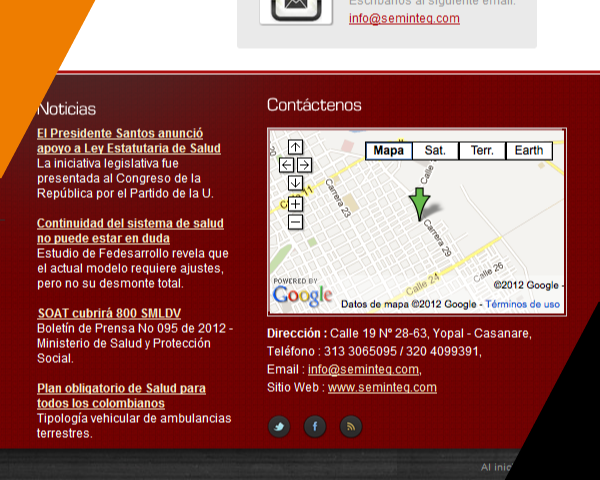 Escríbanos al siguiente email:
info@seminteq.com
Noticias
El Presidente Santos anunció
apoyo a Ley Estatutaria de Salud
La iniciativa legislativa fue
presentada al Congreso de la
República por el Partido de la U.
Continuidad del sistema de salud
no puede estar en duda
Estudio de Fedesarrollo revela que
el actual modelo requiere ajustes,
pero no su desmonte total.
SOAT cubrirá 800 SMLDV
Boletín de Prensa No 095 de 2012 -
Ministerio de Salud y Protección
Social.
Plan obligatorio de Salud para
todos los colombianos
Tipología vehicular de ambulancias
terrestres.
Contáctenos
Mapa Sat. Terr. Earth
Carrera 23
Calle
Carrera 29
Calle 24
Calle 26
POWERED BY
Google
©2012 Google -
Datos de mapa ©2012 Google - Términos de uso
Dirección : Calle 19 Nº 28-63, Yopal - Casanare,
Teléfono : 313 3065095 / 320 4099391,
Email : info@seminteq.com,
Sitio Web : www.seminteq.com
Al inic